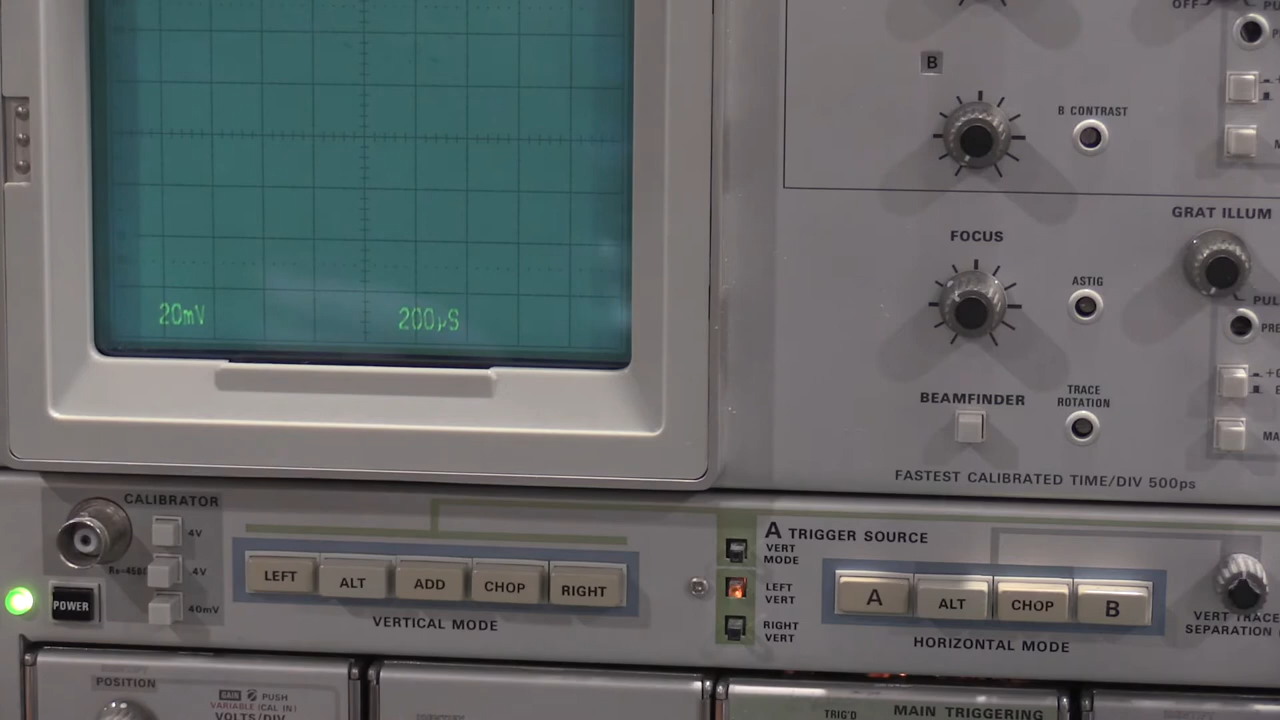 OFF
B
B CONTRAST
GRAT ILLUM
FOCUS
ASTIG
20mV
200µS
TRACE
ROTATION
BEAMFINDER
FASTEST CALIBRATED TIME/DIV 500ps
CALIBRATOR
4V
.4V
40mV
POWER
LEFT
ALT
ADD
CHOP
RIGHT
VERTICAL MODE
A TRIGGER SOURCE
VERT
MODE
LEFT
VERT
RIGHT
VERT
A
ALT
CHOP
B
HORIZONTAL MODE
VERT TRACE
SEPARATION
POSITION
GAIN
PUSH
VARIABLE (CAL IN)
VOLTS/DIV
TRIG'D
MAIN TRIGGERING